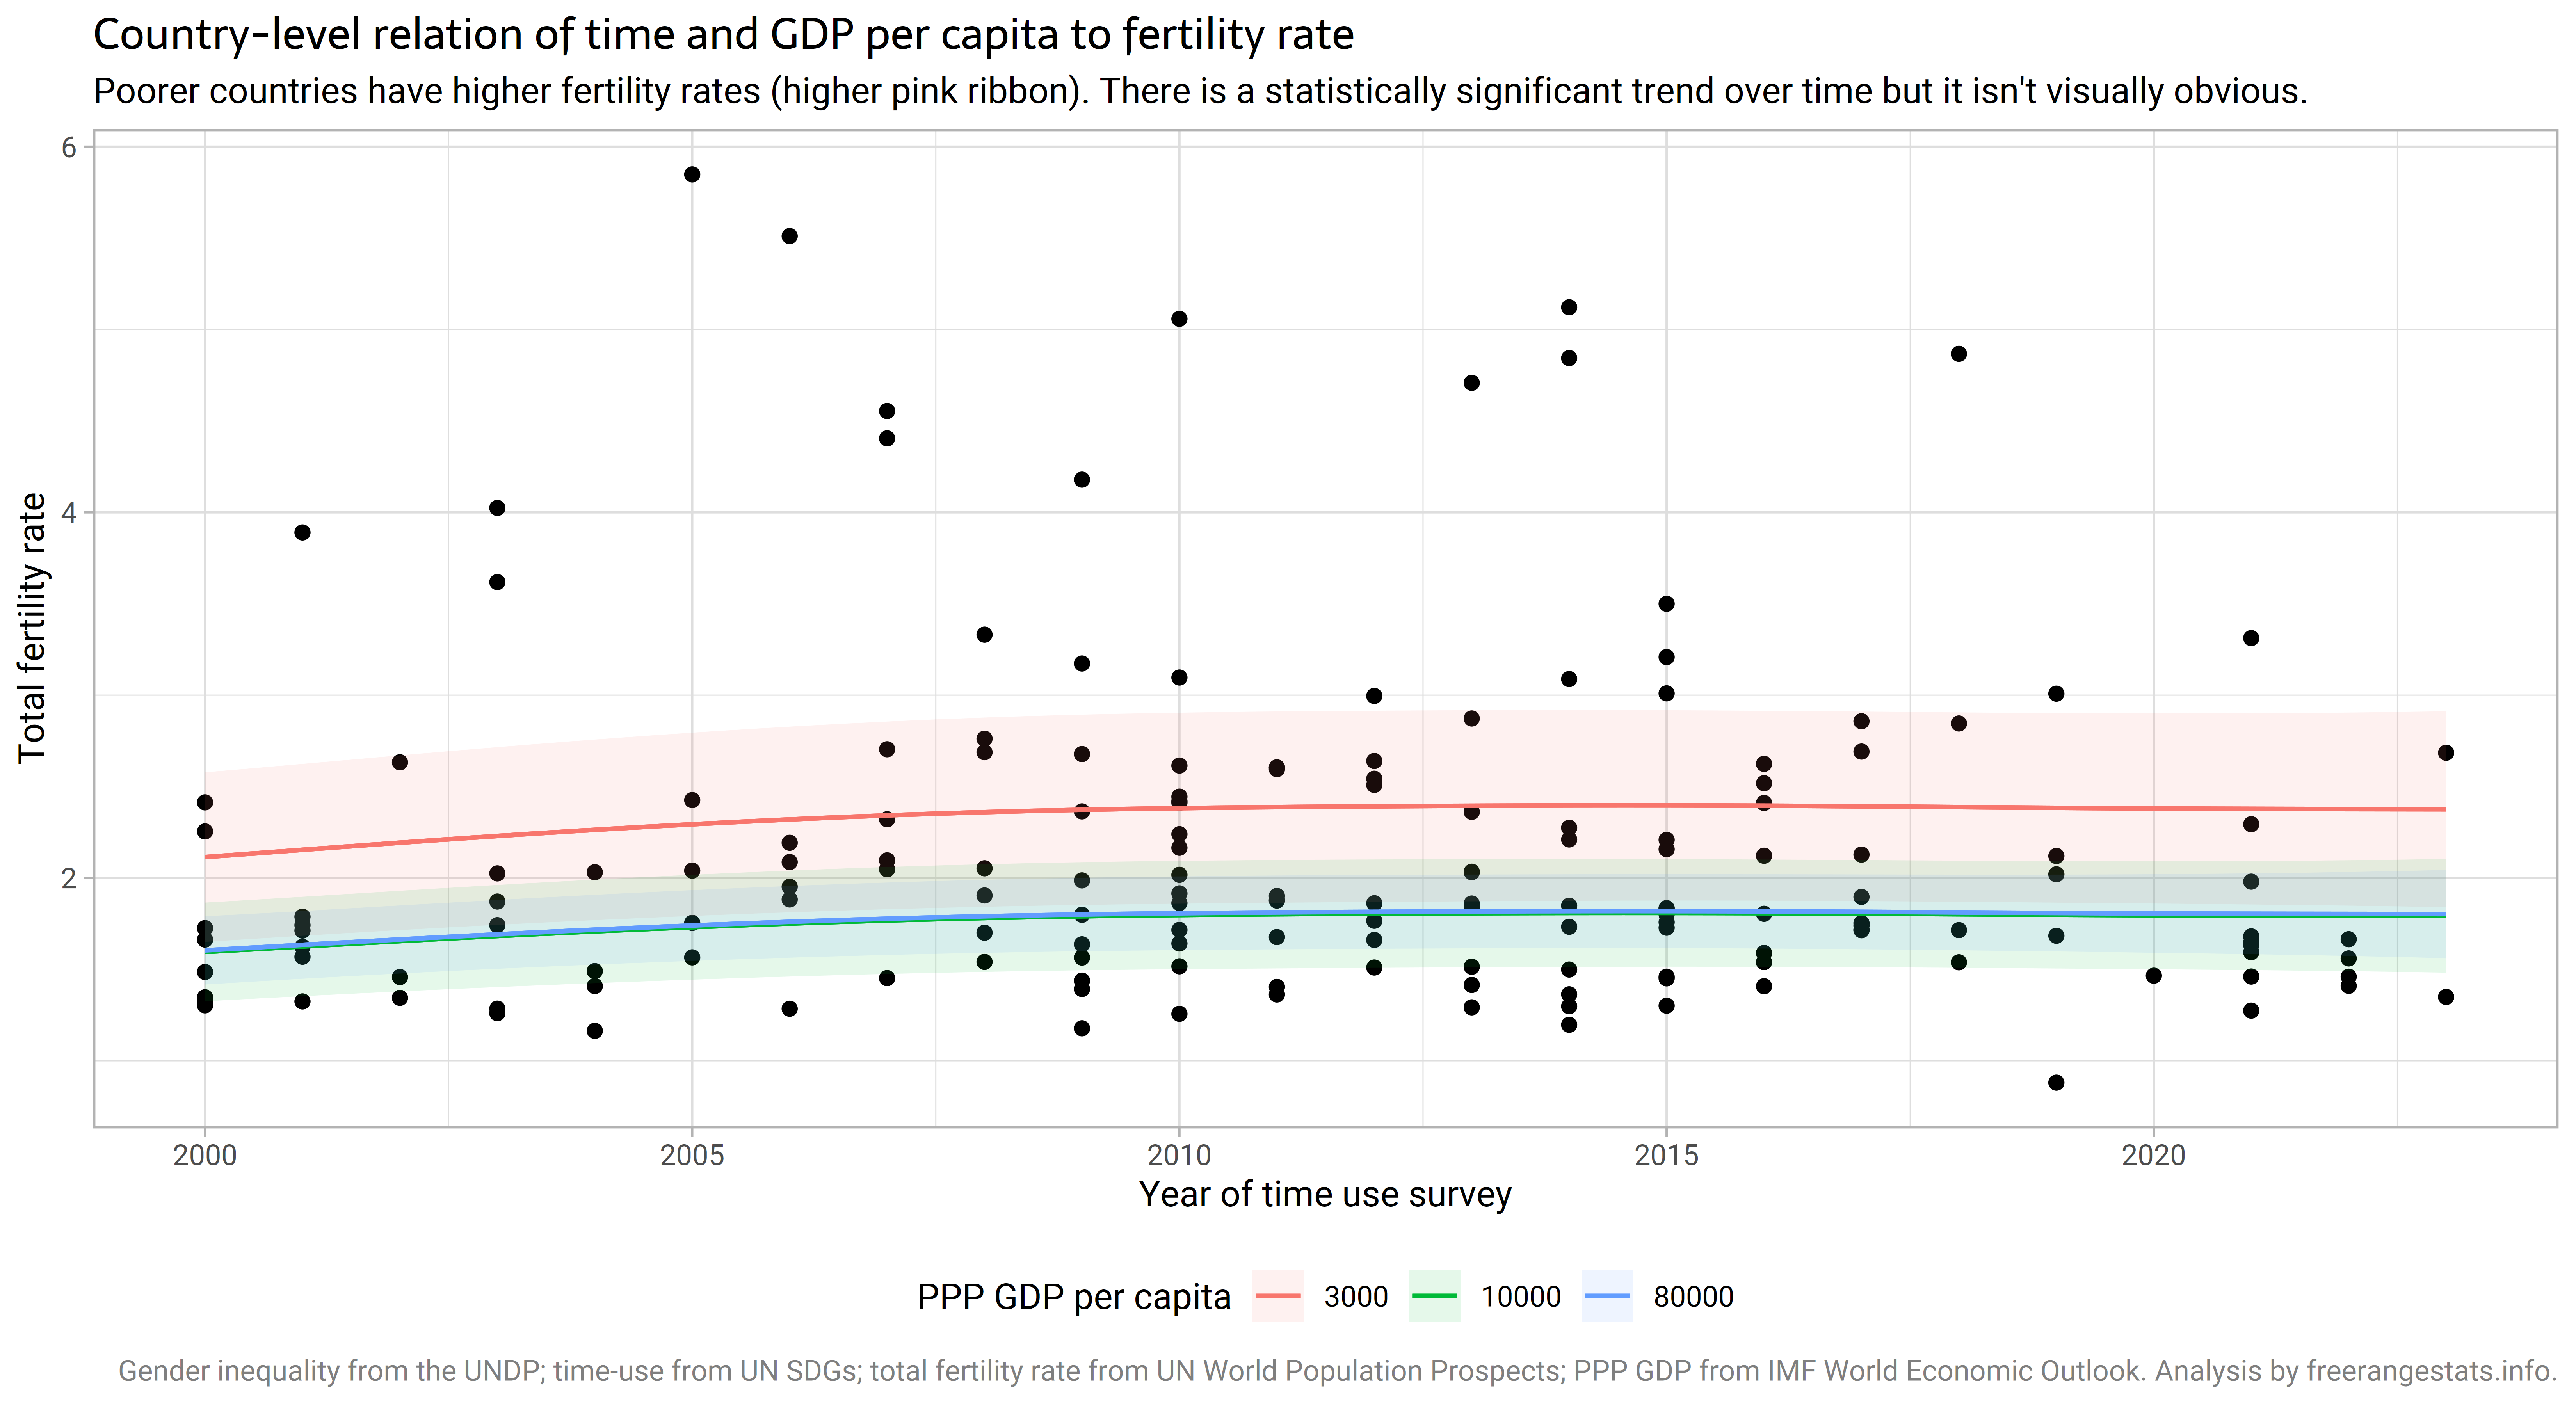 Country-level relation of time and GDP per capita to fertility rate
Poorer countries have higher fertility rates (higher pink ribbon). There is a statistically significant trend over time but it isn't visually obvious.
6
4
2
Total fertility rate
2000 2005 2010 2015 2020
Year of time use survey
PPP GDP per capita 3000 10000 80000
Gender inequality from the UNDP; time-use from UN SDGs; total fertility rate from UN World Population Prospects; PPP GDP from IMF World Economic Outlook. Analysis by freerangestats.info.